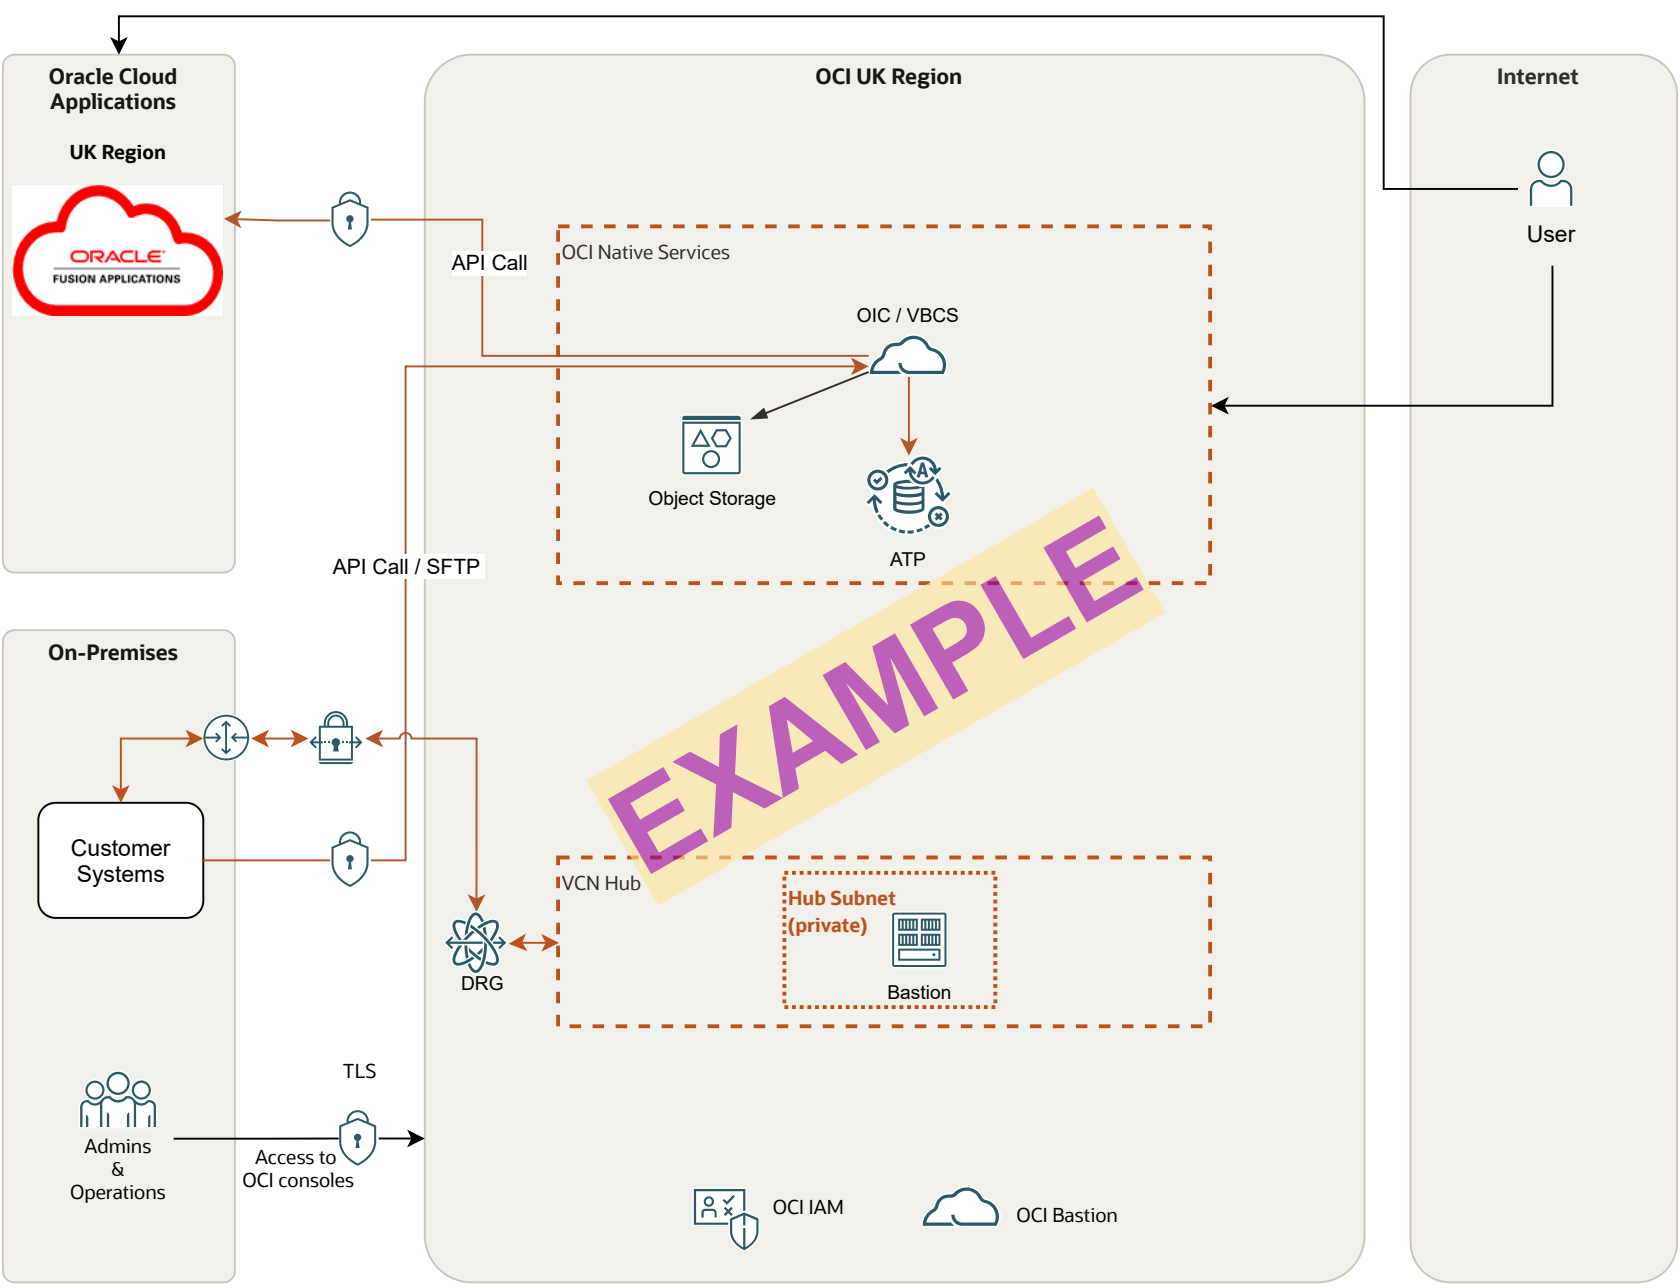 Oracle Cloud
Applications
UK Region
ORACLE
FUSION APPLICATIONS
OCI UK Region
Internet
User
API Call
OCI Native Services
OIC / VBCS
Object Storage
A
ATP
API Call / SFTP
EXAMPLE
On-Premises
Customer
Systems
VCN Hub
Hub Subnet
(private)
Bastion
DRG
TLS
Admins
&
Operations
Access to
OCI consoles
OCI IAM
OCI Bastion